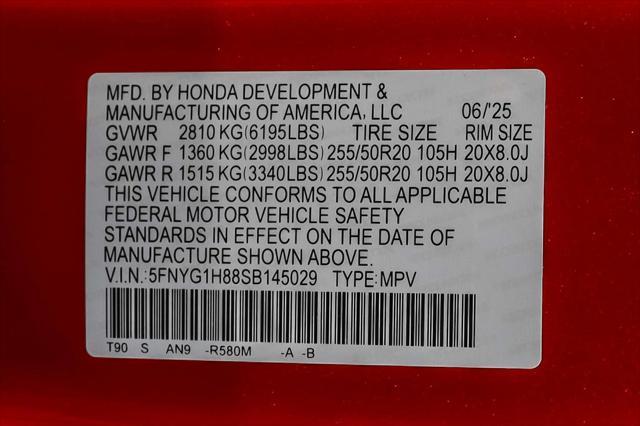 MFD. BY HONDA DEVELOPMENT &
MANUFACTURING OF AMERICA, LLC 06/'25
GVWR 2810 KG(6195LBS) TIRE SIZE RIM SIZE
GAWR F 1360 KG(2998LBS) 255/50R20 105H 20X8.0J
GAWR R 1515 KG(3340LBS) 255/50R20 105H 20X8.0J
THIS VEHICLE CONFORMS TO ALL APPLICABLE
FEDERAL MOTOR VEHICLE SAFETY
STANDARDS IN EFFECT ON THE DATE OF
MANUFACTURE SHOWN ABOVE.
V.I.N.:5FNYG1H88SB145029 TYPE:MPV
T90 S AN9 -R580M -A -B